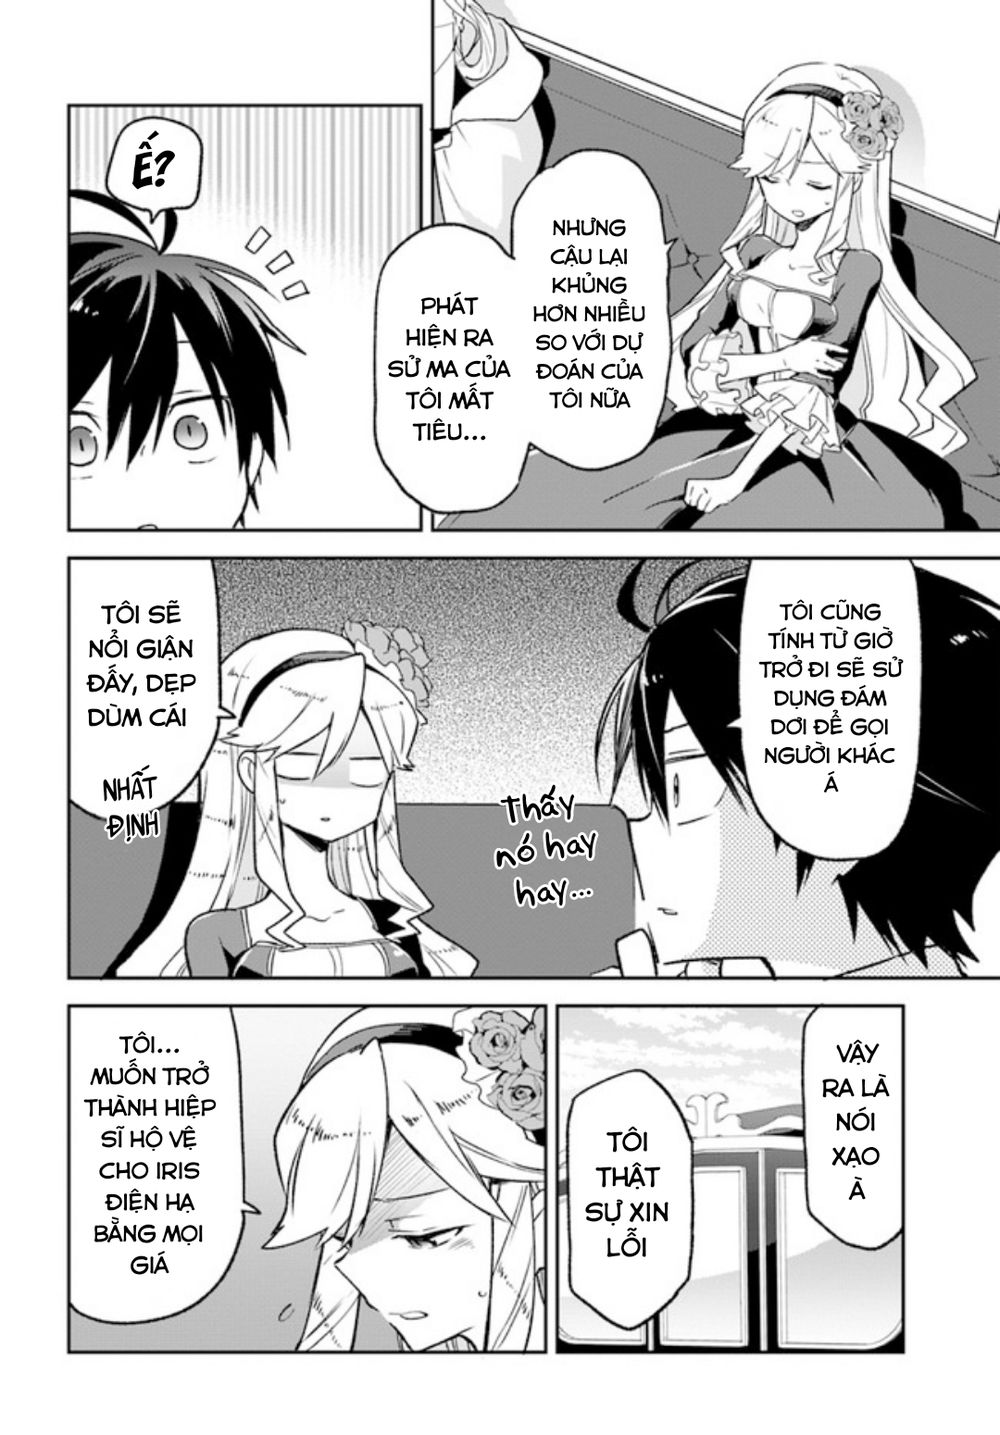 NHƯNG
CẬU LẠI
KHỦNG
HƠN NHIỀU
SO VỚI DỰ
ĐOÁN CỦA
TÔI NỮA
PHÁT
HIỆN RA
SỬ MA CỦA
TÔI MẤT
TIÊU...
Ế?
TÔI CŨNG
TÍNH TỪ GIỜ
TRỞ ĐI SẼ SỬ
DỤNG ĐÁM
DƠI ĐỂ GỌI
NGƯỜI KHÁC
Á
Thấy
nó hay
hay...
TÔI SẼ
NỔI GIẬN
ĐẤY, DẸP
DÙM CÁI
NHẤT
ĐỊNH
VẬY
RA LÀ
NÓI
XẠO
À
TÔI
THẬT
SỰ XIN
LỖI
TÔI...
MUỐN TRỞ
THÀNH HIỆP
SĨ HỘ VỆ
CHO IRIS
ĐIỆN HẠ
BẰNG MỌI
GIÁ